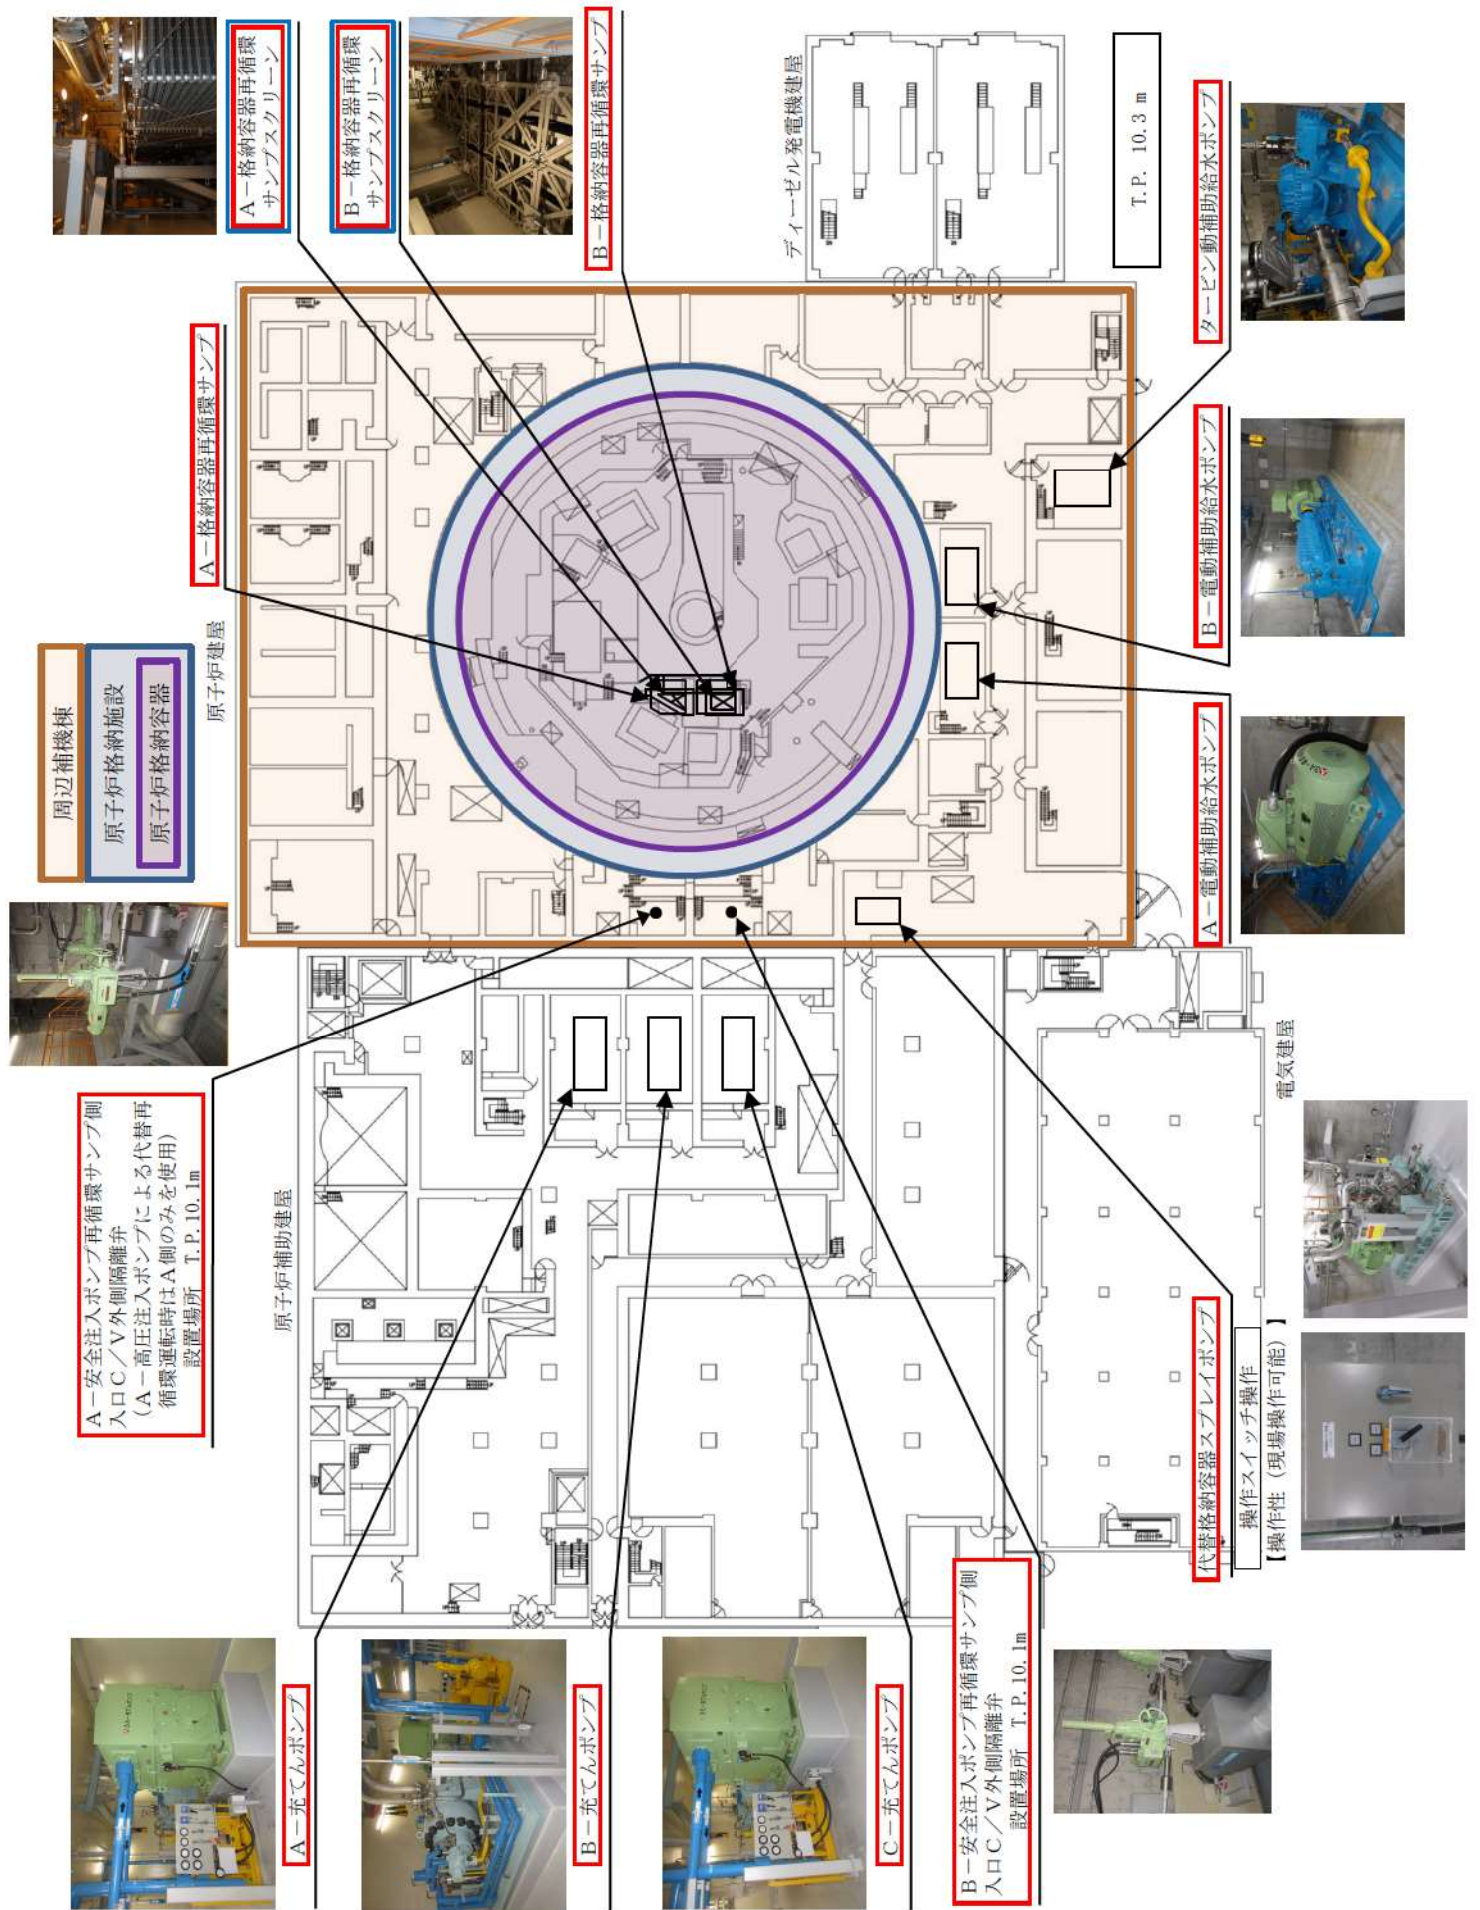 周辺補機棟
原子炉格納施設
原子炉格納容器
原子炉建屋
原子炉補助建屋
ディーゼル発電機建屋
電気建屋
T.P. 10.3 m
A－格納容器再循環サンプ
A－格納容器再循環
サンプスクリーン
B－格納容器再循環
サンプスクリーン
B－格納容器再循環サンプ
A－安全注入ポンプ再循環サンプ側
入口C／V外側隔離弁
(A－高圧注入ポンプによる代替再
循環運転時はA側のみを使用)
設置場所 T.P.10.1m
A－充てんポンプ
B－充てんポンプ
C－充てんポンプ
B－安全注入ポンプ再循環サンプ側
入口C／V外側隔離弁
設置場所 T.P.10.1m
代替格納容器スプレイポンプ
操作スイッチ操作
【操作性（現場操作可能）】
A－電動補助給水ポンプ
B－電動補助給水ポンプ
タービン動補助給水ポンプ